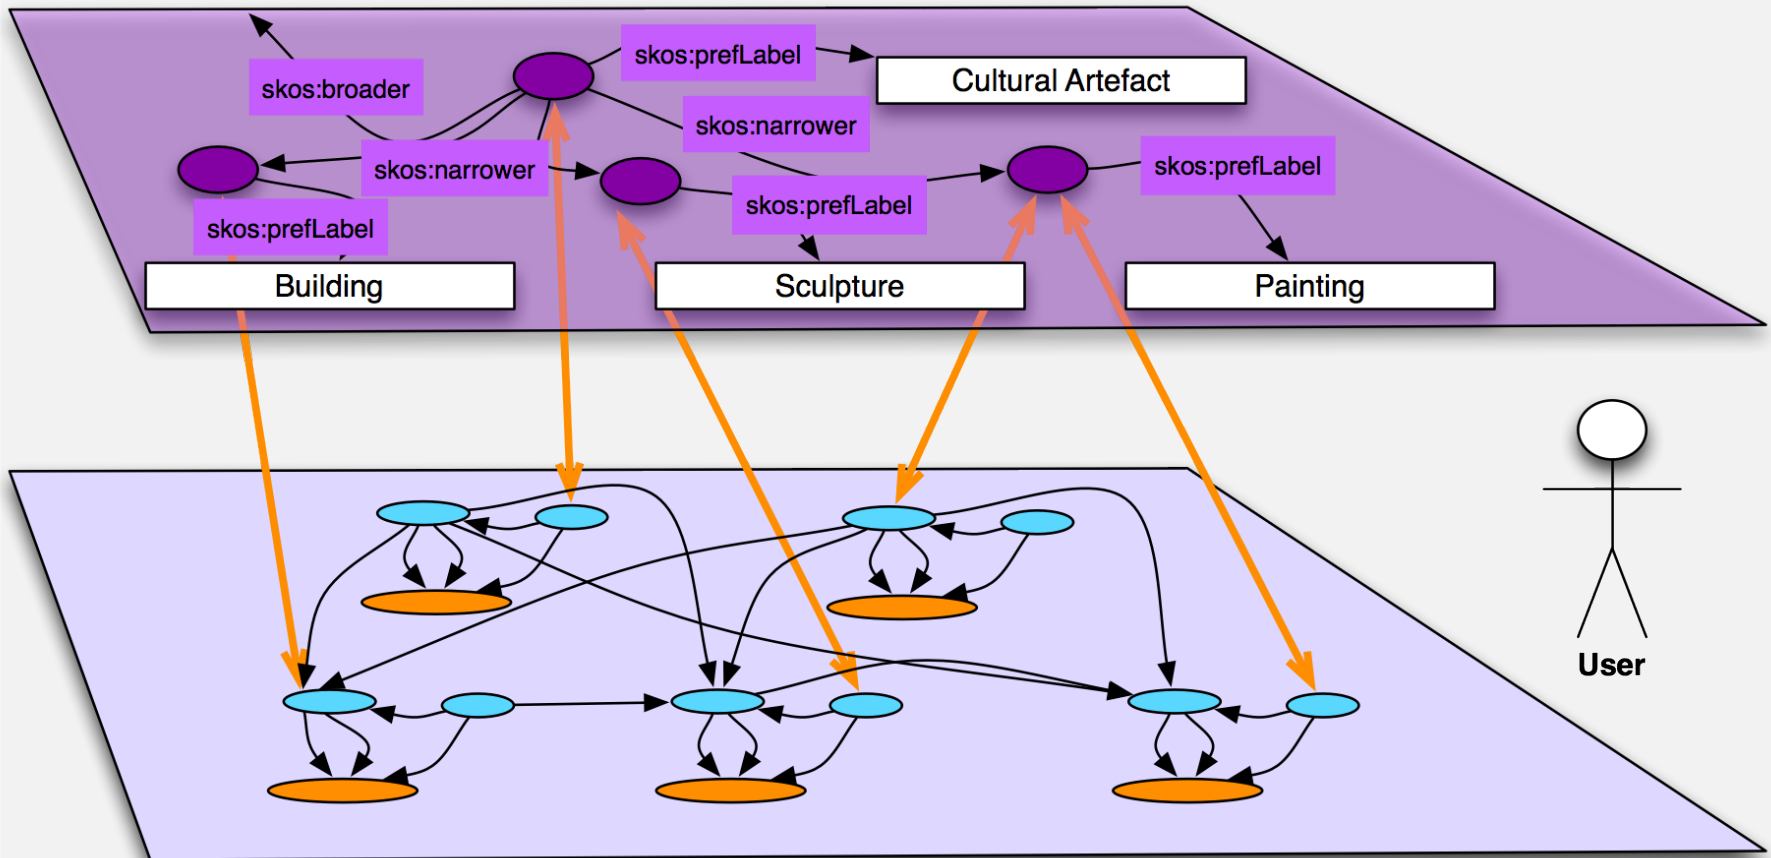 skos:prefLabel
Cultural Artefact
skos:broader
skos:narrower
skos:narrower
skos:prefLabel
skos:prefLabel
skos:prefLabel
Building
Sculpture
Painting
User